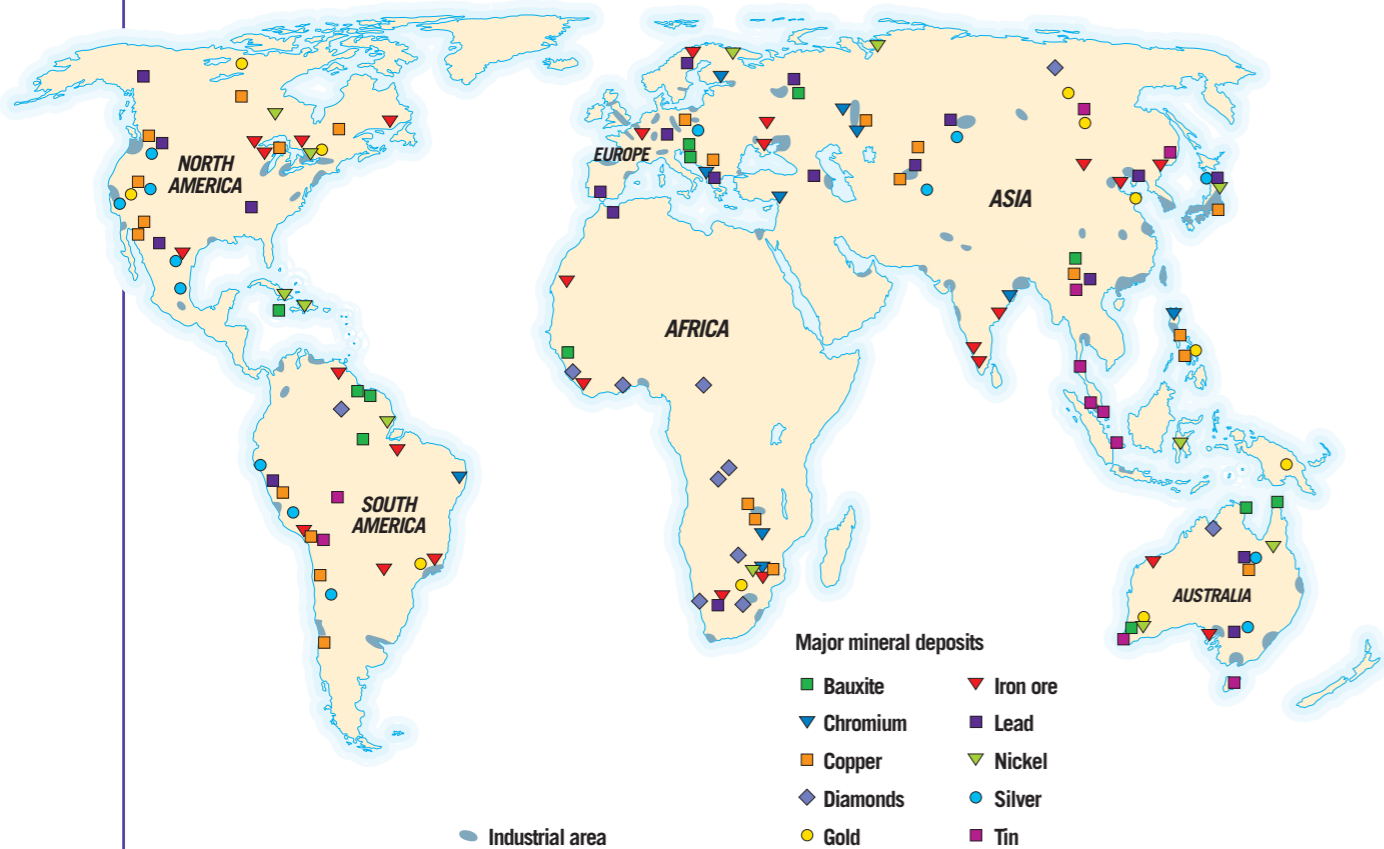 NORTH
AMERICA
EUROPE
ASIA
AFRICA
SOUTH
AMERICA
AUSTRALIA
Major mineral deposits
Bauxite
Iron ore
Chromium
Lead
Copper
Nickel
Diamonds
Silver
Industrial area
Gold
Tin